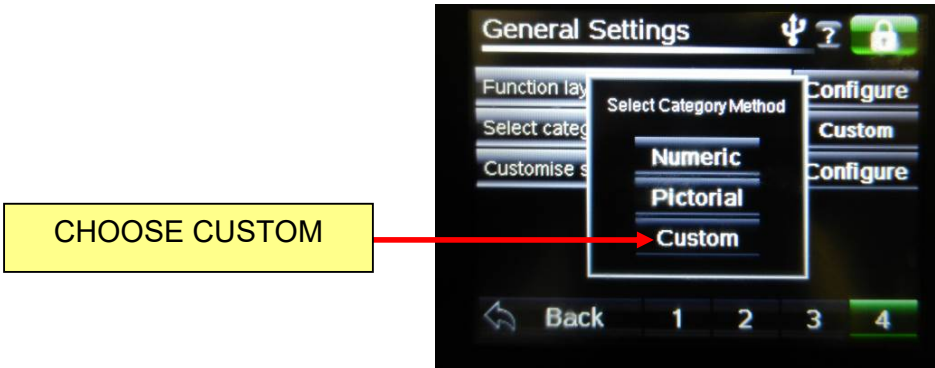 General Settings
?
Function lay
Configure
Select Category Method
Select categ
Custom
Numeric
Customise s
Configure
Pictorial
CHOOSE CUSTOM
Custom
Back
1
2
3
4